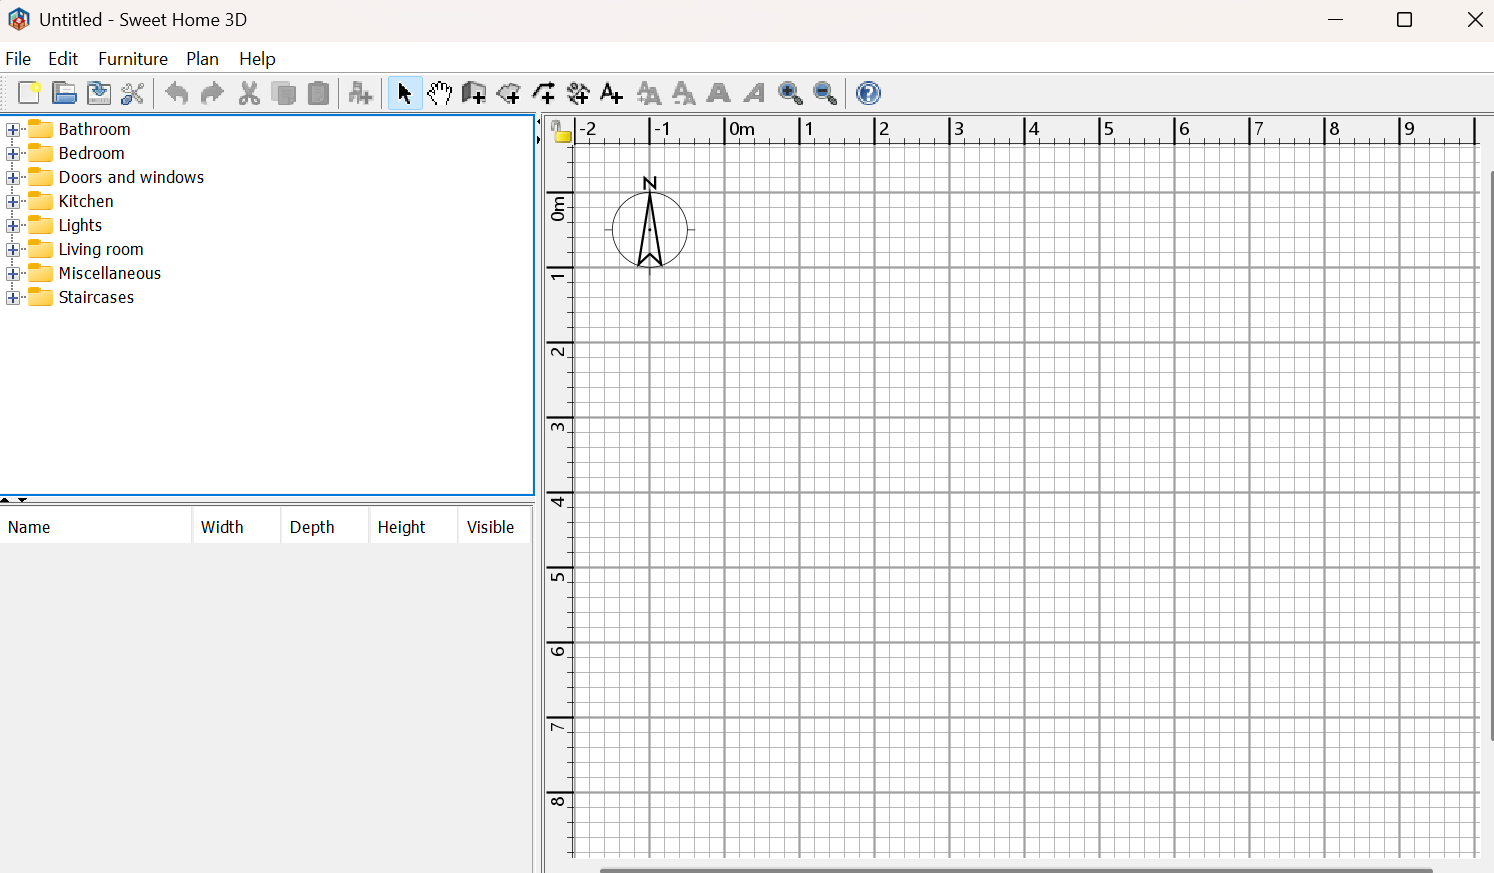 Untitled - Sweet Home 3D
File Edit Furniture Plan Help
Bathroom
Bedroom
Doors and windows
Kitchen
Lights
Living room
Miscellaneous
Staircases
Name Width Depth Height Visible
-2 -1 0m 1 2 3 4 5 6 7 8 9
N
0m
1
2
3
4
5
6
7
8